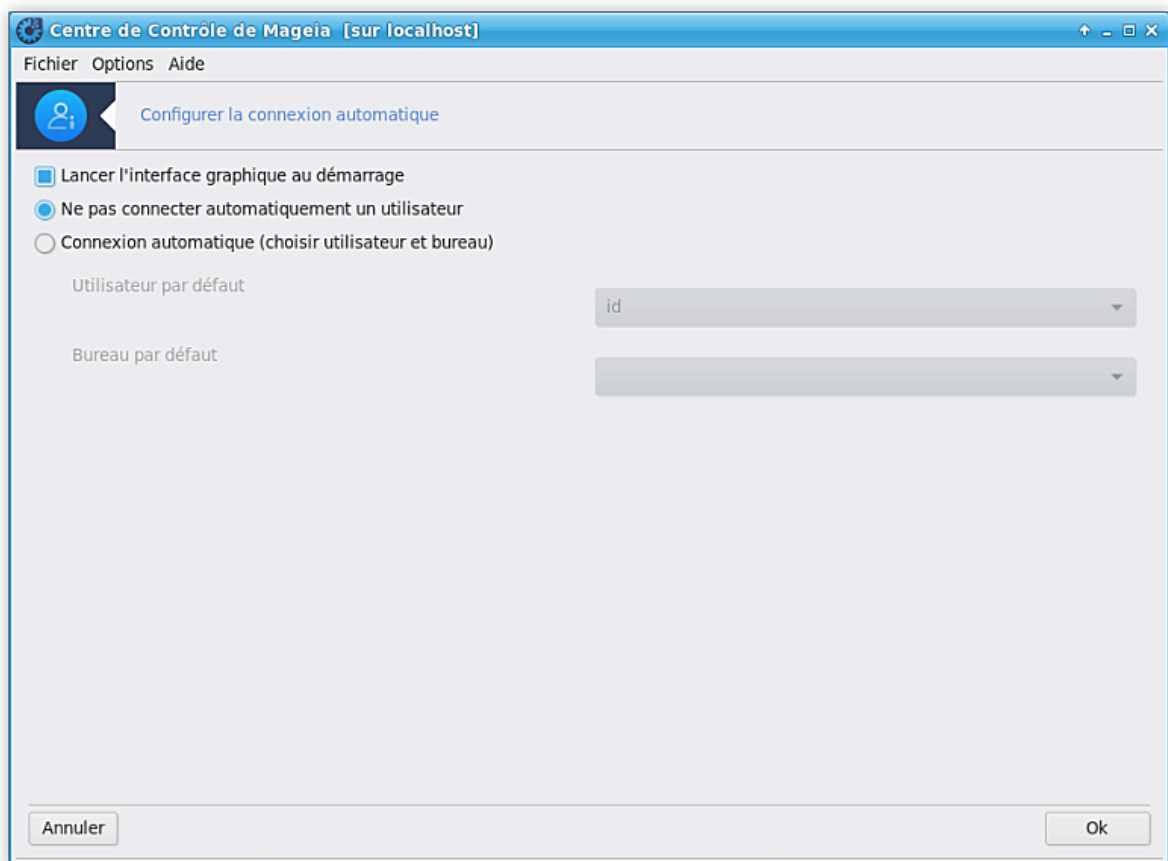 Centre de Contrôle de Mageia [sur localhost]
Fichier Options Aide
Configurer la connexion automatique
Lancer l'interface graphique au démarrage
Ne pas connecter automatiquement un utilisateur
Connexion automatique (choisir utilisateur et bureau)
Utilisateur par défaut
id
Bureau par défaut
Annuler Ok